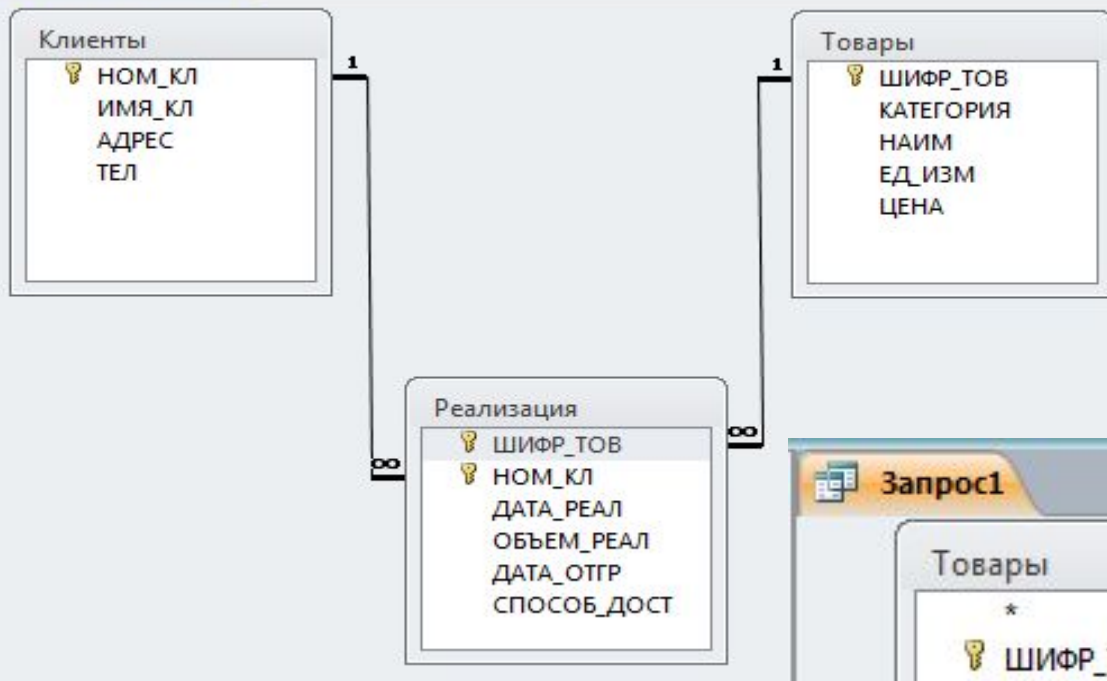 Клиенты
НОМ_КЛ
ИМЯ_КЛ
АДРЕС
ТЕЛ
1
Товары
ШИФР_ТОВ
КАТЕГОРИЯ
НАИМ
ЕД_ИЗМ
ЦЕНА
1
Реализация
ШИФР_ТОВ
НОМ_КЛ
ДАТА_РЕАЛ
ОБЪЕМ_РЕАЛ
ДАТА_ОТГР
СПОСОБ_ДОСТ
∞
∞
Запрос1
Товары
*
ШИФР_